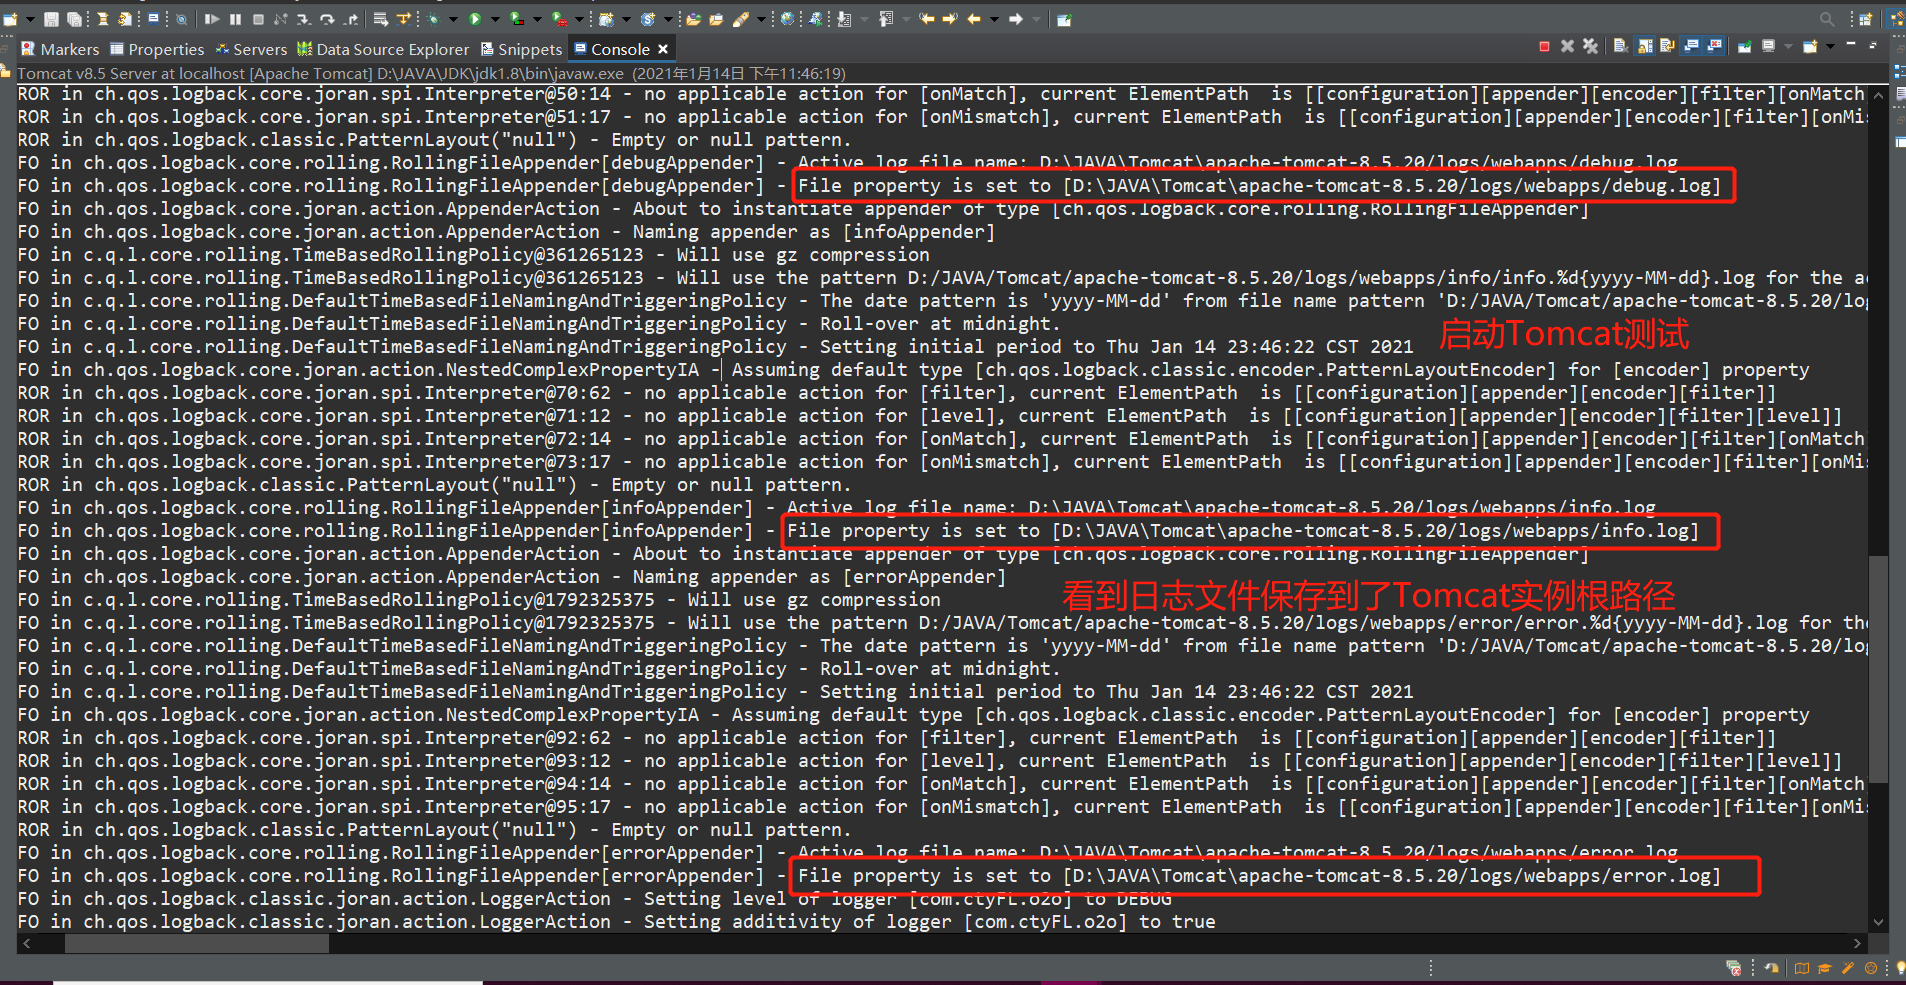 Markers Properties Servers Data Source Explorer Snippets Console
Tomcat v8.5 Server at localhost [Apache Tomcat] D:\JAVA\JDK\jdk1.8\bin\javaw.exe (2021年1月14日 下午11:46:19)
ROR in ch.qos.logback.core.joran.spi.Interpreter@50:14 - no applicable action for [onMatch], current ElementPath  is [[configuration][appender][encoder][filter][onMatch
ROR in ch.qos.logback.core.joran.spi.Interpreter@51:17 - no applicable action for [onMismatch], current ElementPath  is [[configuration][appender][encoder][filter][onMis
ROR in ch.qos.logback.classic.PatternLayout("null") - Empty or null pattern.
FO in ch.qos.logback.core.rolling.RollingFileAppender[debugAppender] - Active log file name: D:\JAVA\Tomcat\apache-tomcat-8.5.20/logs/webapps/debug.log
FO in ch.qos.logback.core.rolling.RollingFileAppender[debugAppender] - File property is set to [D:\JAVA\Tomcat\apache-tomcat-8.5.20/logs/webapps/debug.log]
FO in ch.qos.logback.core.joran.action.AppenderAction - About to instantiate appender of type [ch.qos.logback.core.rolling.RollingFileAppender]
FO in ch.qos.logback.core.joran.action.AppenderAction - Naming appender as [infoAppender]
FO in c.q.l.core.rolling.TimeBasedRollingPolicy@361265123 - Will use gz compression
FO in c.q.l.core.rolling.TimeBasedRollingPolicy@361265123 - Will use the pattern D:/JAVA/Tomcat/apache-tomcat-8.5.20/logs/webapps/info/info.%d{yyyy-MM-dd}.log for the ac
FO in c.q.l.core.rolling.DefaultTimeBasedFileNamingAndTriggeringPolicy - The date pattern is 'yyyy-MM-dd' from file name pattern 'D:/JAVA/Tomcat/apache-tomcat-8.5.20/log
FO in c.q.l.core.rolling.DefaultTimeBasedFileNamingAndTriggeringPolicy - Roll-over at midnight.
启动Tomcat测试
FO in c.q.l.core.rolling.DefaultTimeBasedFileNamingAndTriggeringPolicy - Setting initial period to Thu Jan 14 23:46:22 CST 2021
FO in ch.qos.logback.core.joran.action.NestedComplexPropertyIA - Assuming default type [ch.qos.logback.classic.encoder.PatternLayoutEncoder] for [encoder] property
ROR in ch.qos.logback.core.joran.spi.Interpreter@70:62 - no applicable action for [filter], current ElementPath  is [[configuration][appender][encoder][filter]]
ROR in ch.qos.logback.core.joran.spi.Interpreter@71:12 - no applicable action for [level], current ElementPath  is [[configuration][appender][encoder][filter][level]]
ROR in ch.qos.logback.core.joran.spi.Interpreter@72:14 - no applicable action for [onMatch], current ElementPath  is [[configuration][appender][encoder][filter][onMatch
ROR in ch.qos.logback.core.joran.spi.Interpreter@73:17 - no applicable action for [onMismatch], current ElementPath  is [[configuration][appender][encoder][filter][onMis
ROR in ch.qos.logback.classic.PatternLayout("null") - Empty or null pattern.
FO in ch.qos.logback.core.rolling.RollingFileAppender[infoAppender] - Active log file name: D:\JAVA\Tomcat\apache-tomcat-8.5.20/logs/webapps/info.log
FO in ch.qos.logback.core.rolling.RollingFileAppender[infoAppender] - File property is set to [D:\JAVA\Tomcat\apache-tomcat-8.5.20/logs/webapps/info.log]
FO in ch.qos.logback.core.joran.action.AppenderAction - About to instantiate appender of type [ch.qos.logback.core.rolling.RollingFileAppender]
FO in ch.qos.logback.core.joran.action.AppenderAction - Naming appender as [errorAppender]
FO in c.q.l.core.rolling.TimeBasedRollingPolicy@1792325375 - Will use gz compression
看到日志文件保存到了Tomcat实例根路径
FO in c.q.l.core.rolling.TimeBasedRollingPolicy@1792325375 - Will use the pattern D:/JAVA/Tomcat/apache-tomcat-8.5.20/logs/webapps/error/error.%d{yyyy-MM-dd}.log for the
FO in c.q.l.core.rolling.DefaultTimeBasedFileNamingAndTriggeringPolicy - The date pattern is 'yyyy-MM-dd' from file name pattern 'D:/JAVA/Tomcat/apache-tomcat-8.5.20/log
FO in c.q.l.core.rolling.DefaultTimeBasedFileNamingAndTriggeringPolicy - Roll-over at midnight.
FO in c.q.l.core.rolling.DefaultTimeBasedFileNamingAndTriggeringPolicy - Setting initial period to Thu Jan 14 23:46:22 CST 2021
FO in ch.qos.logback.core.joran.action.NestedComplexPropertyIA - Assuming default type [ch.qos.logback.classic.encoder.PatternLayoutEncoder] for [encoder] property
ROR in ch.qos.logback.core.joran.spi.Interpreter@92:62 - no applicable action for [filter], current ElementPath  is [[configuration][appender][encoder][filter]]
ROR in ch.qos.logback.core.joran.spi.Interpreter@93:12 - no applicable action for [level], current ElementPath  is [[configuration][appender][encoder][filter][level]]
ROR in ch.qos.logback.core.joran.spi.Interpreter@94:14 - no applicable action for [onMatch], current ElementPath  is [[configuration][appender][encoder][filter][onMatch
ROR in ch.qos.logback.core.joran.spi.Interpreter@95:17 - no applicable action for [onMismatch], current ElementPath  is [[configuration][appender][encoder][filter][onMis
ROR in ch.qos.logback.classic.PatternLayout("null") - Empty or null pattern.
FO in ch.qos.logback.core.rolling.RollingFileAppender[errorAppender] - Active log file name: D:\JAVA\Tomcat\apache-tomcat-8.5.20/logs/webapps/error.log
FO in ch.qos.logback.core.rolling.RollingFileAppender[errorAppender] - File property is set to [D:\JAVA\Tomcat\apache-tomcat-8.5.20/logs/webapps/error.log]
FO in ch.qos.logback.classic.joran.action.LoggerAction - Setting level of logger [com.ctyFL.o2o] to DEBUG
FO in ch.qos.logback.classic.joran.action.LoggerAction - Setting additivity of logger [com.ctyFL.o2o] to true